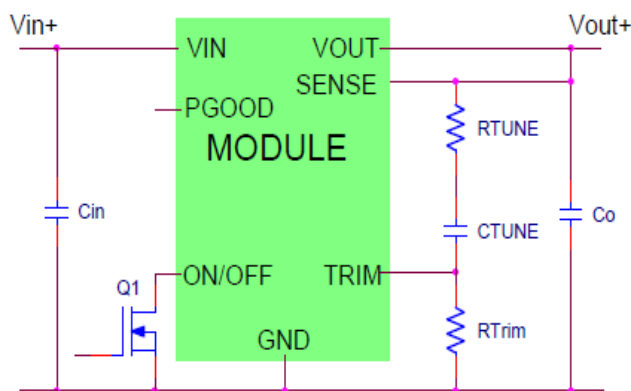 Vin+
Vout+
VIN
VOUT
SENSE
PGOOD
MODULE
RTUNE
Cin
CTUNE
Co
Q1
ON/OFF
TRIM
RTrim
GND